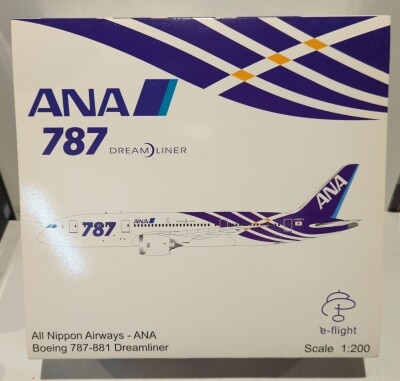 ANA
787 DREAMLINER
787 ANA
ANA
All Nippon Airways - ANA
Boeing 787-881 Dreamliner
e-flight
Scale 1:200